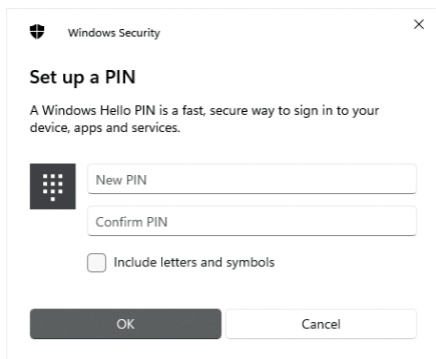 Windows Security
Set up a PIN
A Windows Hello PIN is a fast, secure way to sign in to your
device, apps and services.
New PIN
Confirm PIN
Include letters and symbols
OK
Cancel